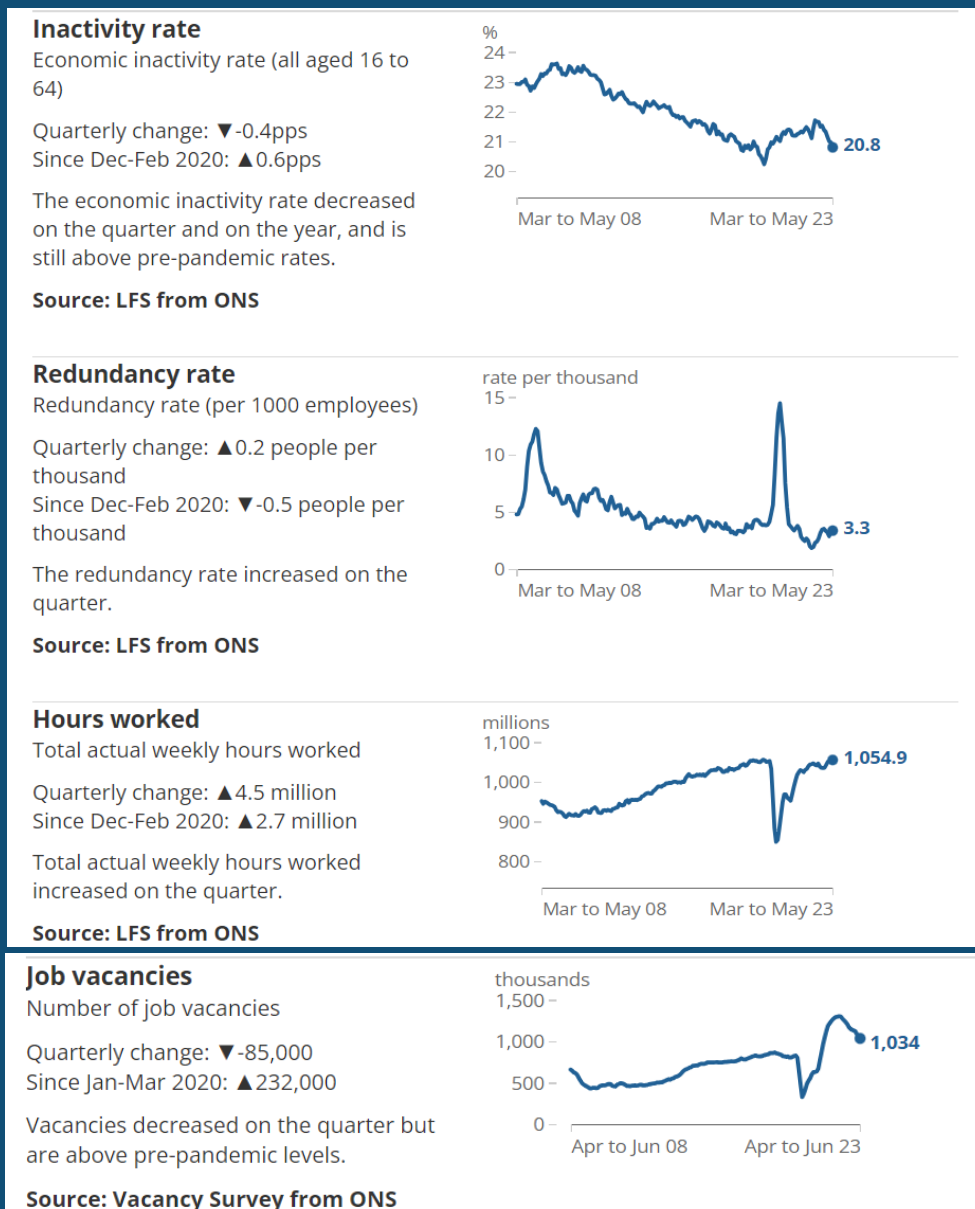 Inactivity rate
Economic inactivity rate (all aged 16 to
64)
Quarterly change: ▼-0.4pps
Since Dec-Feb 2020: ▲0.6pps
The economic inactivity rate decreased
on the quarter and on the year, and is
still above pre-pandemic rates.
Source: LFS from ONS
%
24
23
22
21
20
20.8
Mar to May 08
Mar to May 23
Redundancy rate
Redundancy rate (per 1000 employees)
Quarterly change: ▲0.2 people per
thousand
Since Dec-Feb 2020: ▼-0.5 people per
thousand
The redundancy rate increased on the
quarter.
Source: LFS from ONS
rate per thousand
15
10
5
0
3.3
Mar to May 08
Mar to May 23
Hours worked
Total actual weekly hours worked
Quarterly change: ▲4.5 million
Since Dec-Feb 2020: ▲2.7 million
Total actual weekly hours worked
increased on the quarter.
Source: LFS from ONS
millions
1,100
1,000
900
800
1,054.9
Mar to May 08
Mar to May 23
Job vacancies
Number of job vacancies
Quarterly change: ▼-85,000
Since Jan-Mar 2020: ▲232,000
Vacancies decreased on the quarter but
are above pre-pandemic levels.
Source: Vacancy Survey from ONS
thousands
1,500
1,000
500
0
1,034
Apr to Jun 08
Apr to Jun 23